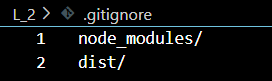 L_2 > .gitignore
1 node_modules/
2 dist/